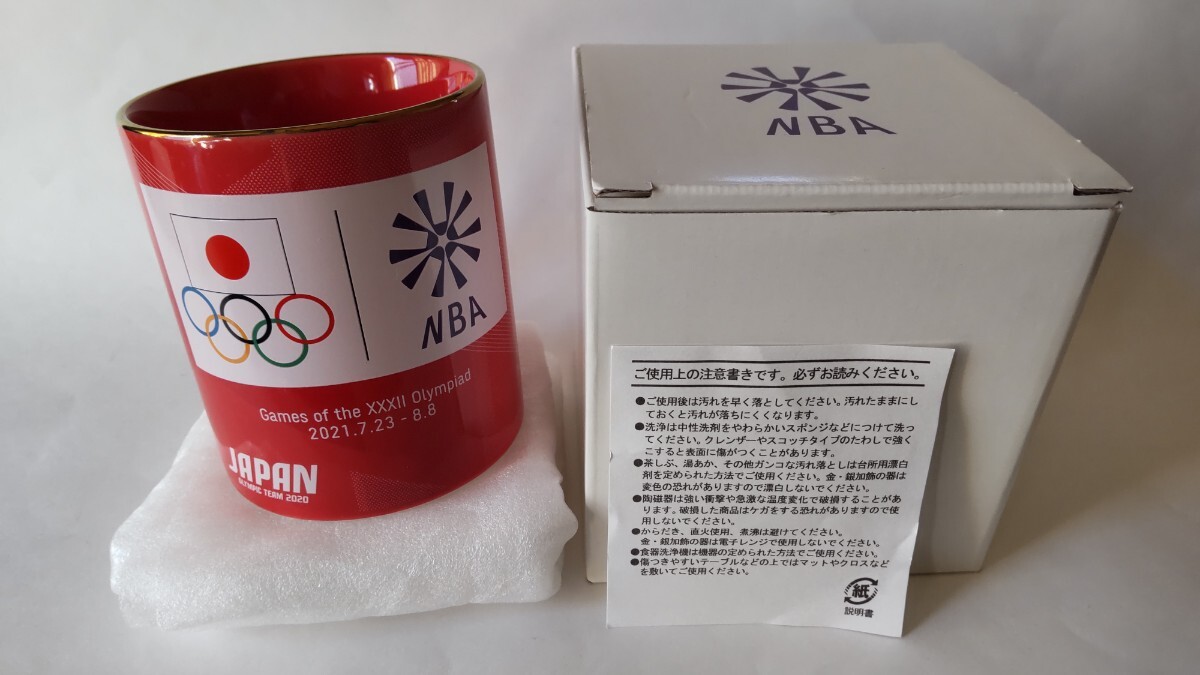 NBA
Games of the XXXII Olympiad
2021.7.23 - 8.8
JAPAN
OLYMPIC TEAM 2020
NBA
ご使用上の注意書きです。必ずお読みください。
●ご使用後は汚れを早く落としてください。汚れたままにし
ておくと汚れが落ちにくくなります。
●洗浄は中性洗剤をやわらかいスポンジなどにつけて洗っ
てください。クレンザーやスコッチタイプのたわしで強く
こすると表面に傷がつくことがあります。
●茶しぶ、湯あか、その他ガンコな汚れ落としは台所用漂白
剤を定められた方法でご使用ください。金・銀加飾の器は
変色の恐れがありますので漂白しないでください。
●陶磁器は強い衝撃や急激な温度変化で破損することがあ
ります。破損した商品はケガをする恐れがありますので使
用しないでください。
●からだき、直火使用、煮沸は避けてください。
金・銀加飾の器は電子レンジで使用しないでください。
●食器洗浄機は機器の定められた方法でご使用ください。
●傷つきやすいテーブルなどの上ではマットやクロスなど
を敷いてご使用ください。
紙
説明書